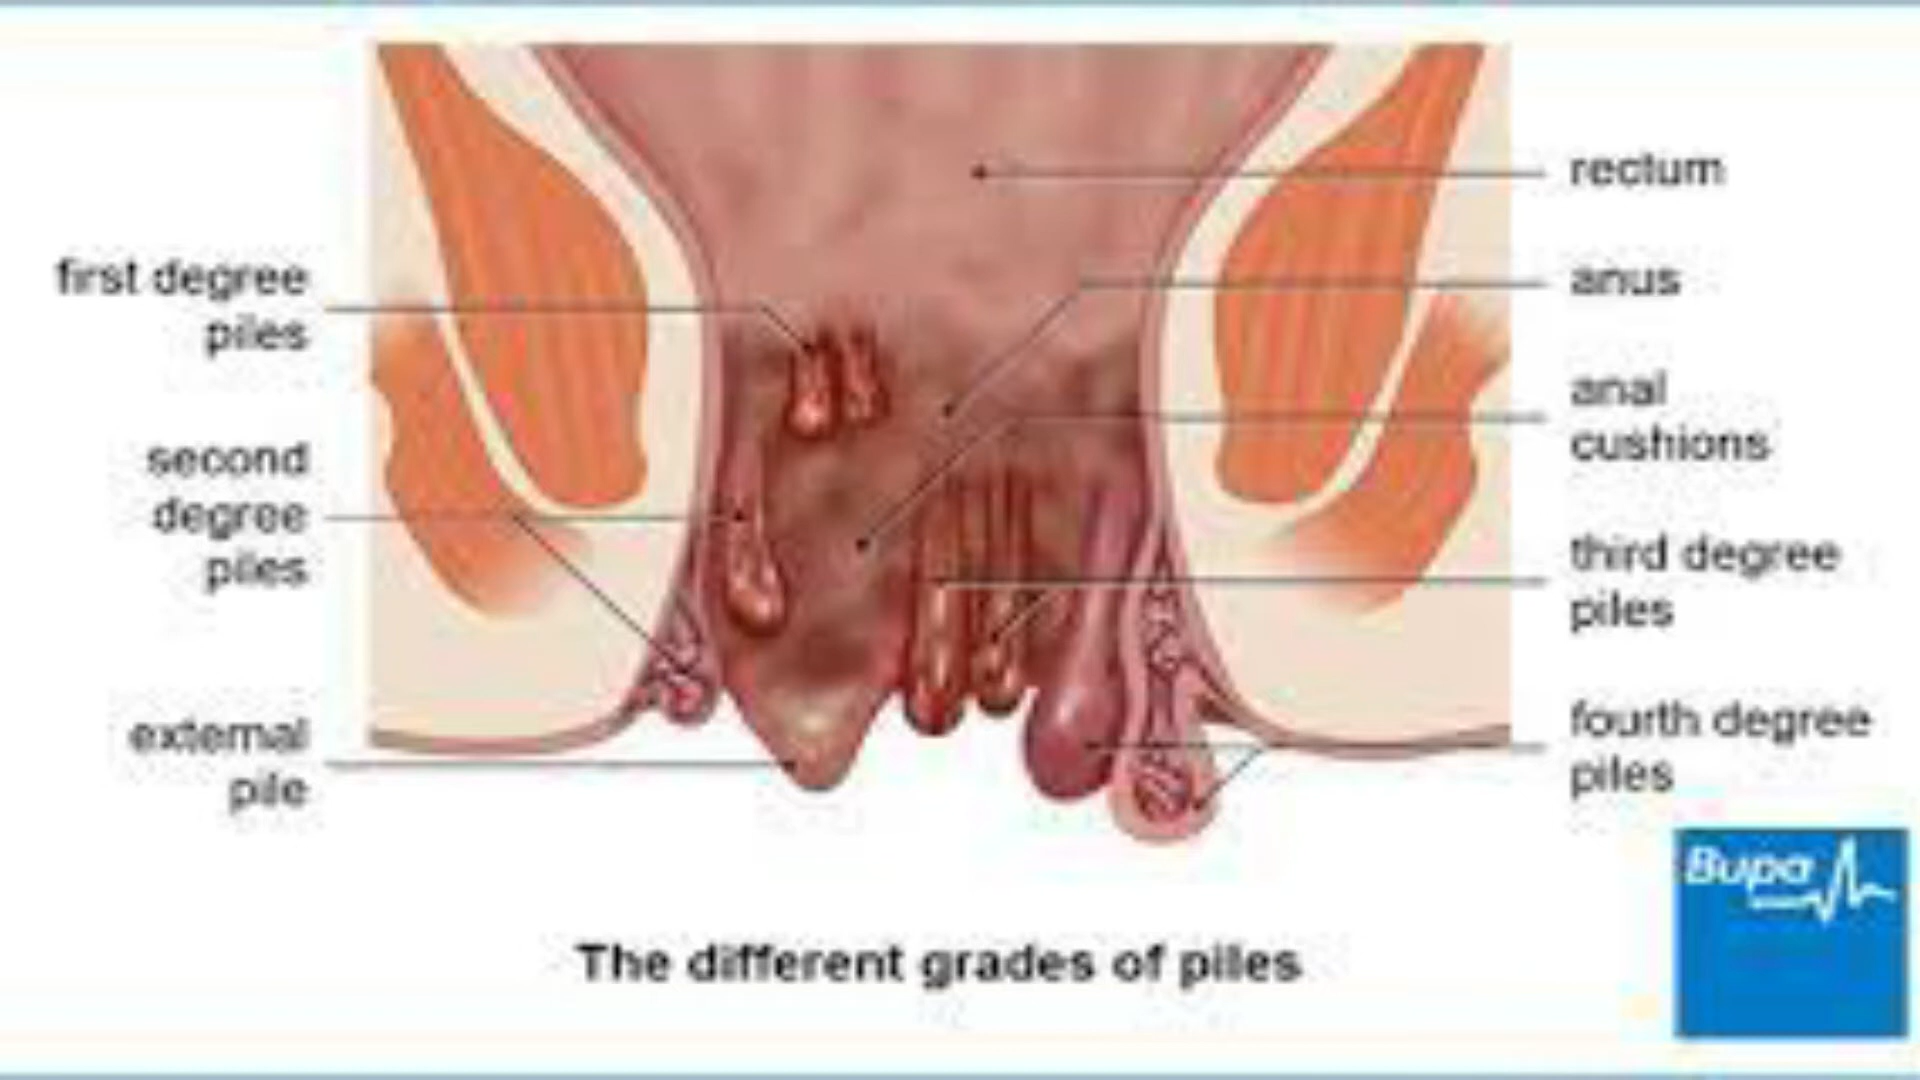 first degree
piles
second
degree
piles
external
pile
rectum
anus
anal
cushions
third degree
piles
fourth degree
piles
Bupa
The different grades of piles